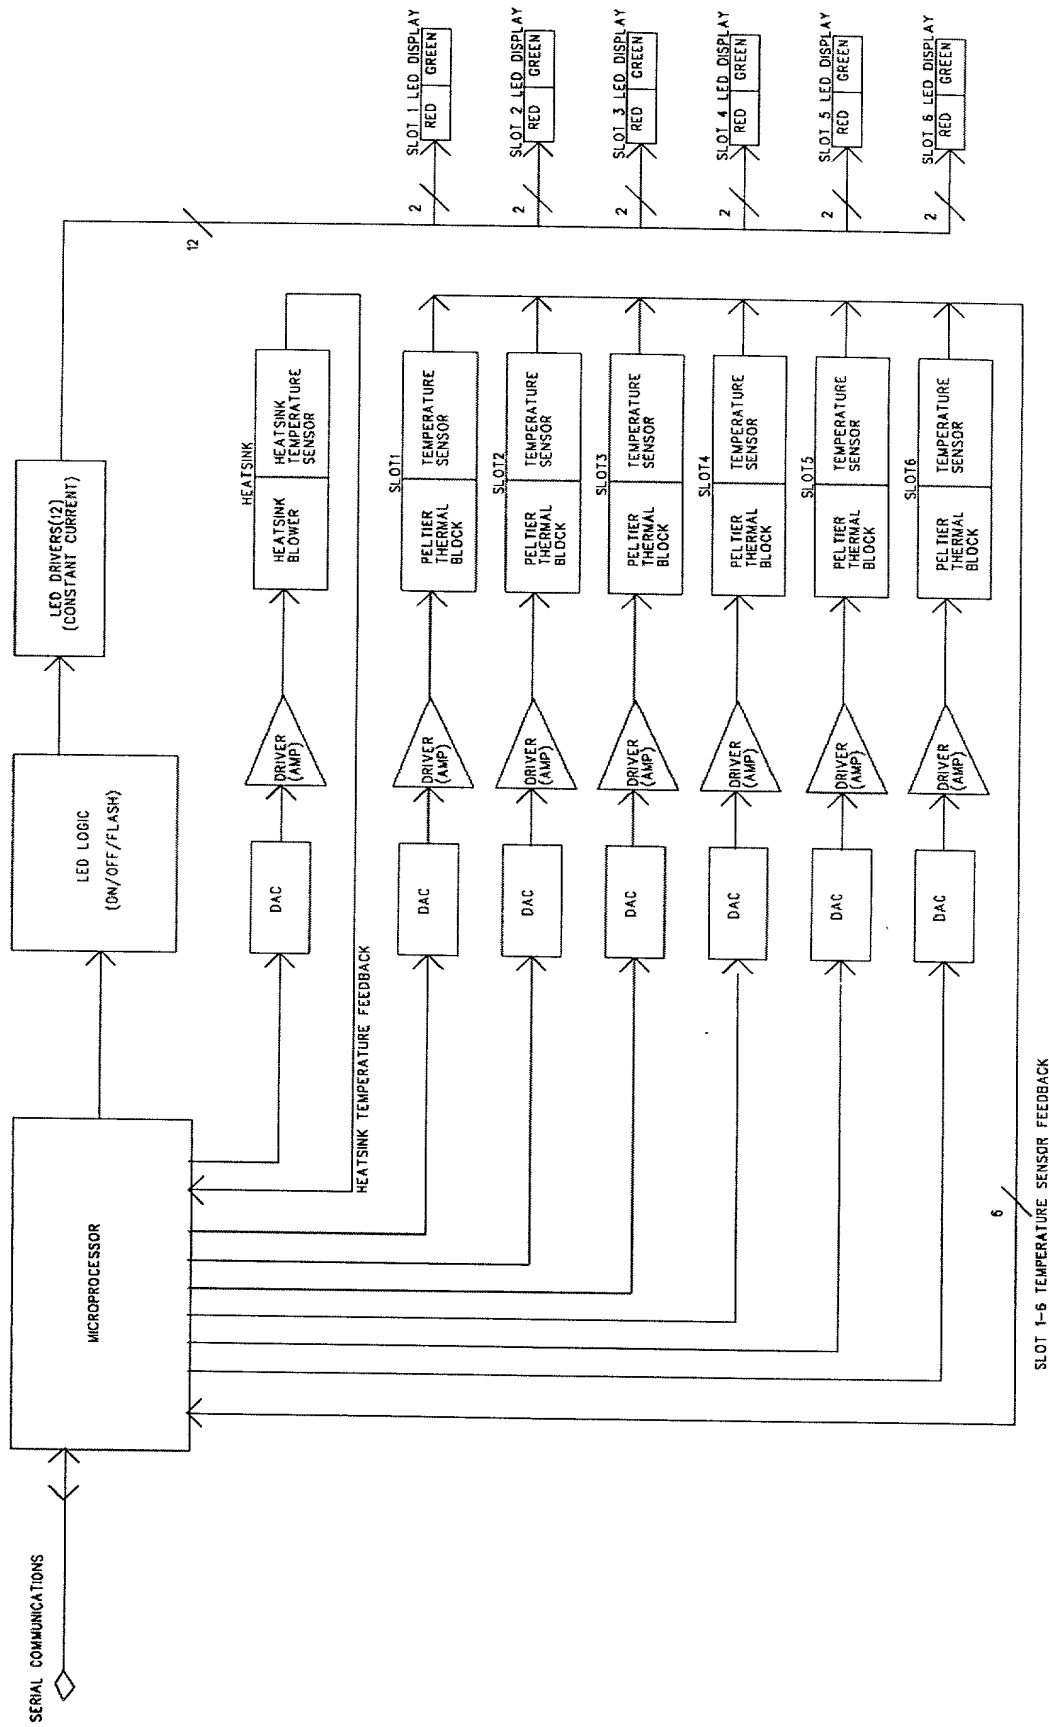 SERIAL COMMUNICATIONS
MICROPROCESSOR
LED LOGIC
(ON/OFF/FLASH)
LED DRIVERS(12)
(CONSTANT CURRENT)
12
HEATSINK
DAC
DRIVER
(AMP)
HEATSINK
BLOWER
HEATSINK
TEMPERATURE
SENSOR
HEATSINK TEMPERATURE FEEDBACK
SLOT1
DAC
DRIVER
(AMP)
PELTIER
THERMAL
BLOCK
TEMPERATURE
SENSOR
2
SLOT 1 LED DISPLAY
RED
GREEN
SLOT2
DAC
DRIVER
(AMP)
PELTIER
THERMAL
BLOCK
TEMPERATURE
SENSOR
2
SLOT 2 LED DISPLAY
RED
GREEN
SLOT3
DAC
DRIVER
(AMP)
PELTIER
THERMAL
BLOCK
TEMPERATURE
SENSOR
2
SLOT 3 LED DISPLAY
RED
GREEN
SLOT4
DAC
DRIVER
(AMP)
PELTIER
THERMAL
BLOCK
TEMPERATURE
SENSOR
2
SLOT 4 LED DISPLAY
RED
GREEN
SLOT5
DAC
DRIVER
(AMP)
PELTIER
THERMAL
BLOCK
TEMPERATURE
SENSOR
2
SLOT 5 LED DISPLAY
RED
GREEN
SLOT6
DAC
DRIVER
(AMP)
PELTIER
THERMAL
BLOCK
TEMPERATURE
SENSOR
2
SLOT 6 LED DISPLAY
RED
GREEN
6
SLOT 1-6 TEMPERATURE SENSOR FEEDBACK